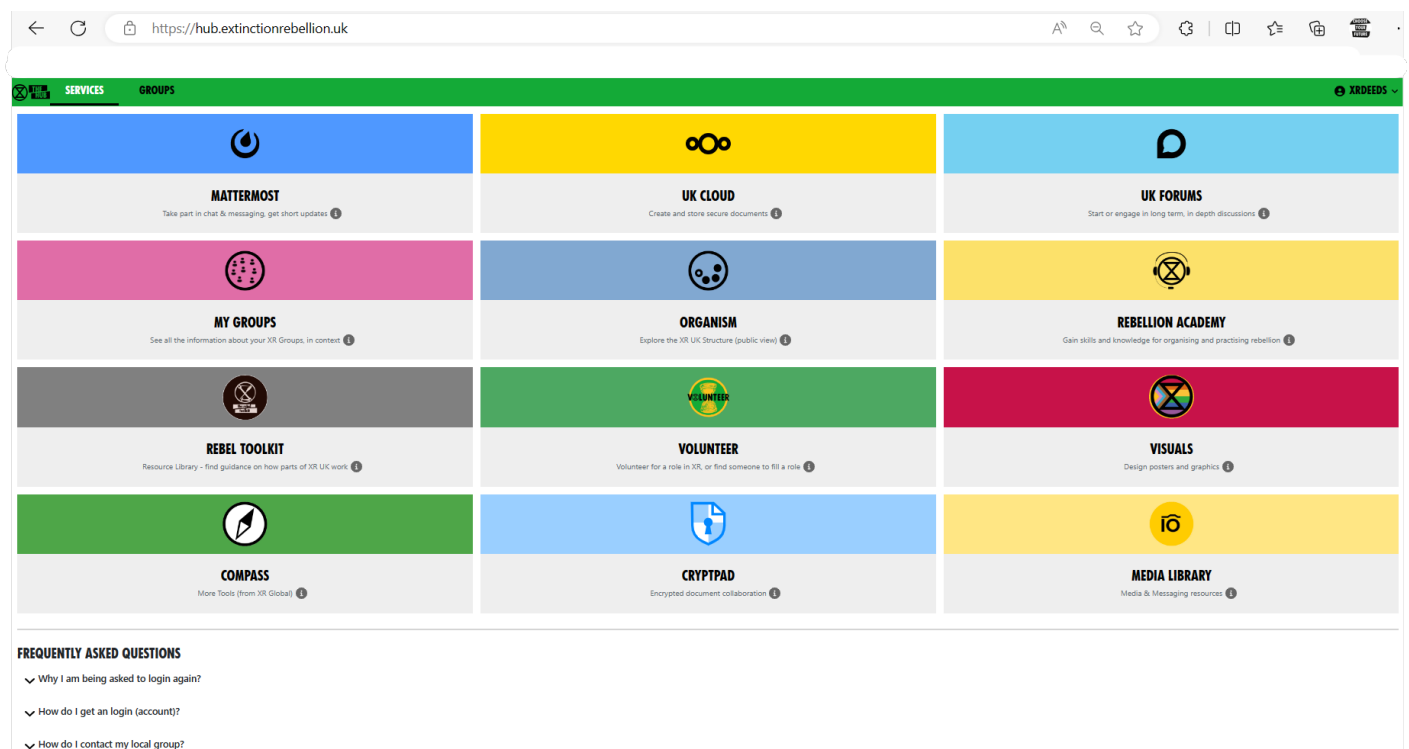 https://hub.extinctionrebellion.uk
THE HUB SERVICES GROUPS XRDEEDS
MATTERMOST
Take part in chat & messaging, get short updates
UK CLOUD
Create and store secure documents
UK FORUMS
Start or engage in long term, in depth discussions
MY GROUPS
See all the information about your XR Groups, in context
ORGANISM
Explore the XR UK Structure (public view)
REBELLION ACADEMY
Gain skills and knowledge for organising and practising rebellion
REBEL TOOLKIT
Resource Library - find guidance on how parts of XR UK work
VOLUNTEER
VOLUNTEER
Volunteer for a role in XR, or find someone to fill a role
VISUALS
Design posters and graphics
COMPASS
More Tools (from XR Global)
CRYPTPAD
Encrypted document collaboration
MEDIA LIBRARY
Media & Messaging resources
FREQUENTLY ASKED QUESTIONS
Why I am being asked to login again?
How do I get an login (account)?
How do I contact my local group?